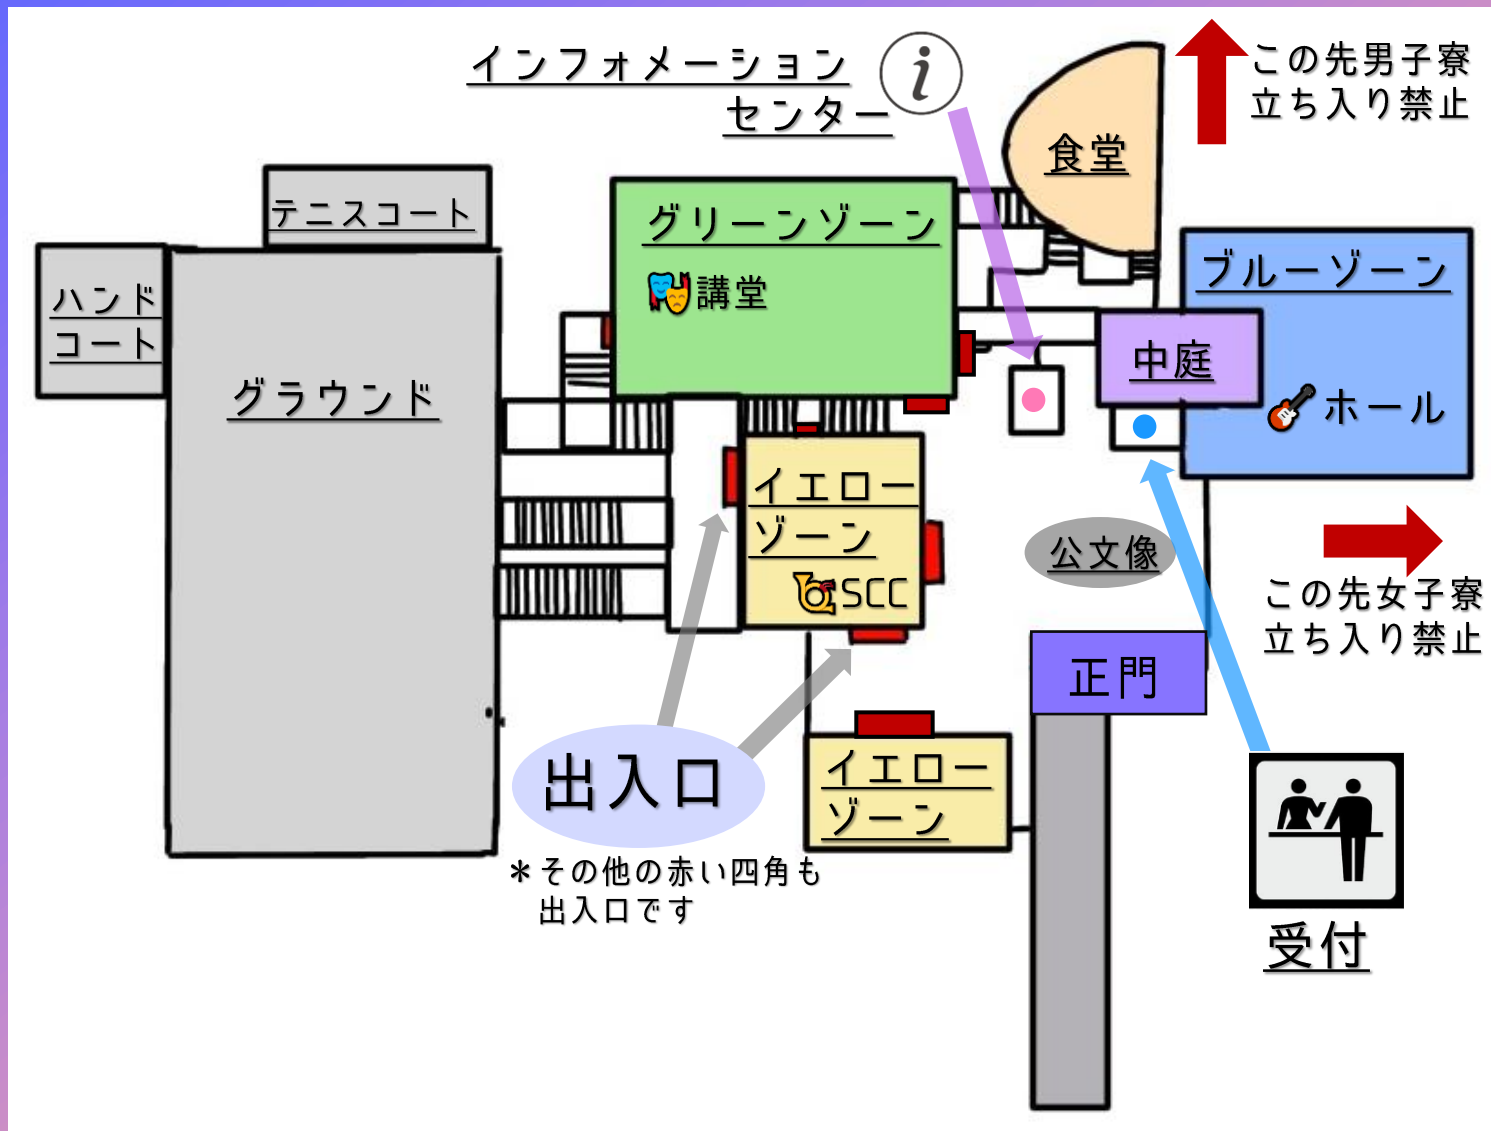 インフォメーション
センター
i
この先男子寮
立ち入り禁止
食堂
テニスコート
グリーンゾーン
講堂
ブルーゾーン
ハンド
コート
中庭
グラウンド
ホール
イエロー
ゾーン
SCC
公文像
この先女子寮
立ち入り禁止
正門
出入口
イエロー
ゾーン
＊その他の赤い四角も
出入口です
受付